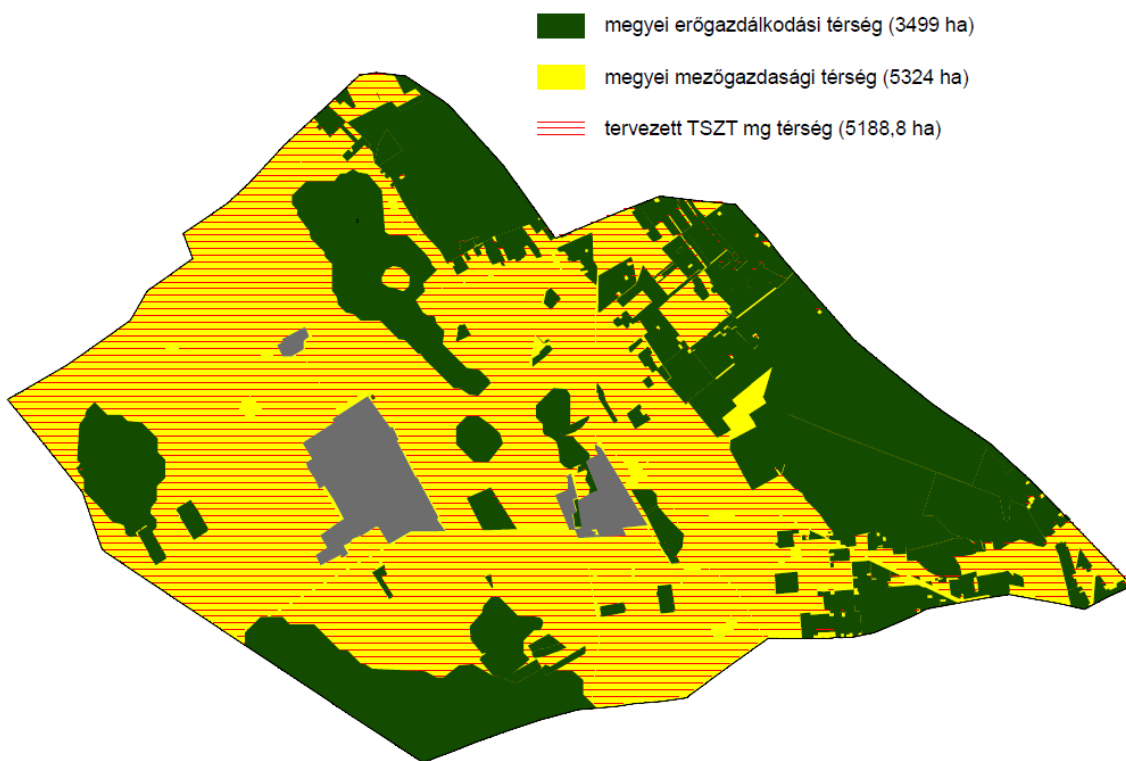 megyei erőgazdálkodási térség (3499 ha)
megyei mezőgazdasági térség (5324 ha)
tervezett TSZT mg térség (5188,8 ha)